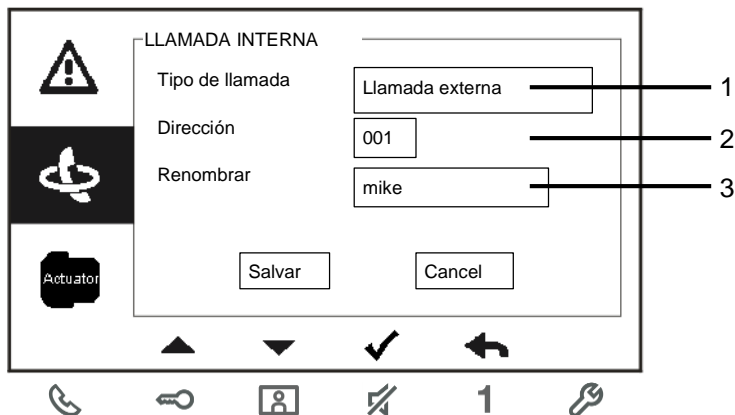 LLAMADA INTERNA
Tipo de llamada
Llamada externa
1
Dirección
001
2
Renombrar
mike
3
Salvar
Cancel
Actuator
1